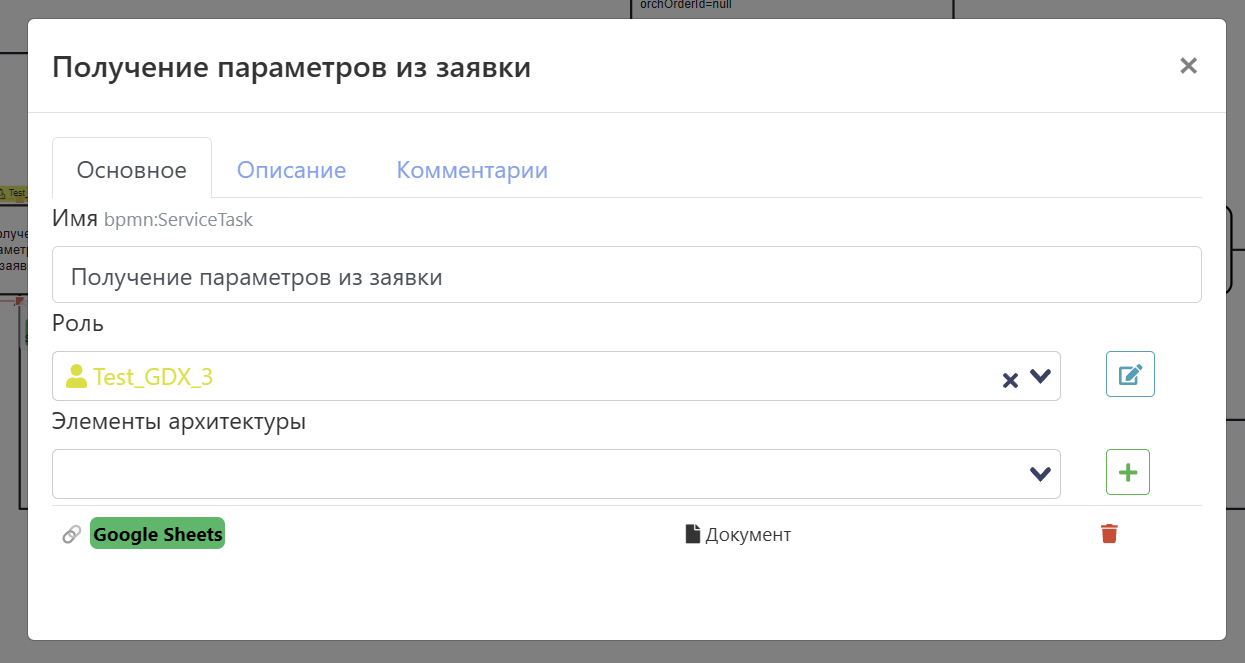 orchOrderId=null
Получение параметров из заявки
Основное Описание Комментарии
Имя bpmn:ServiceTask
Получение параметров из заявки
Роль
Test_GDX_3
Элементы архитектуры
Google Sheets Документ